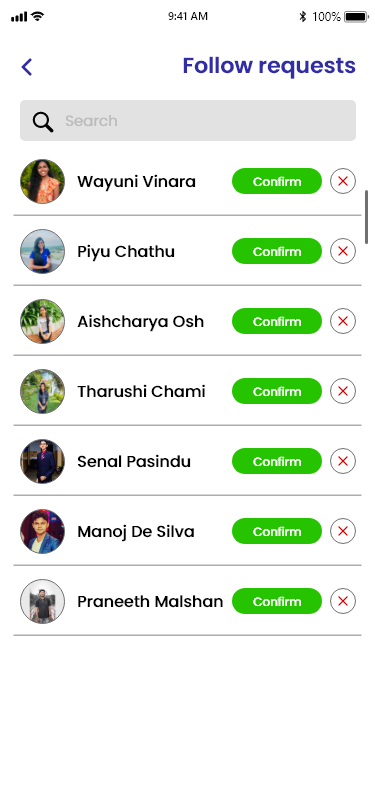 9:41 AM 100%
Follow requests
Search
Wayuni Vinara Confirm
Piyu Chathu Confirm
Aishcharya Osh Confirm
Tharushi Chami Confirm
Senal Pasindu Confirm
Manoj De Silva Confirm
Praneeth Malshan Confirm